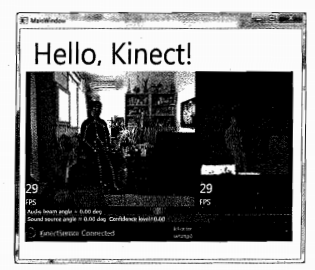 MainWindow
Hello, Kinect!
29
FPS
29
FPS
Audio beam angle = 0.00 deg
Sound source angle = 0.00 deg Confidence level=0.00
KinectSensor Connected